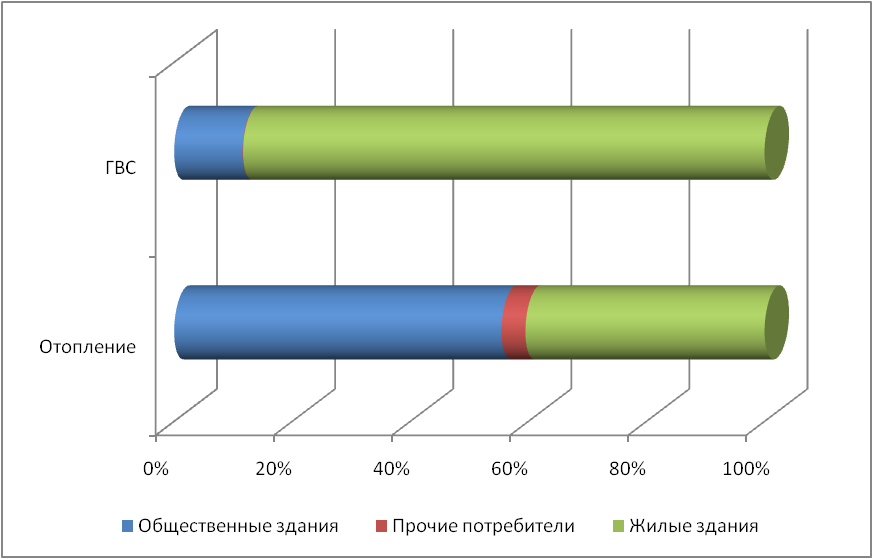 ГВС
Отопление
0% 20% 40% 60% 80% 100%
Общественные здания Прочие потребители Жилые здания